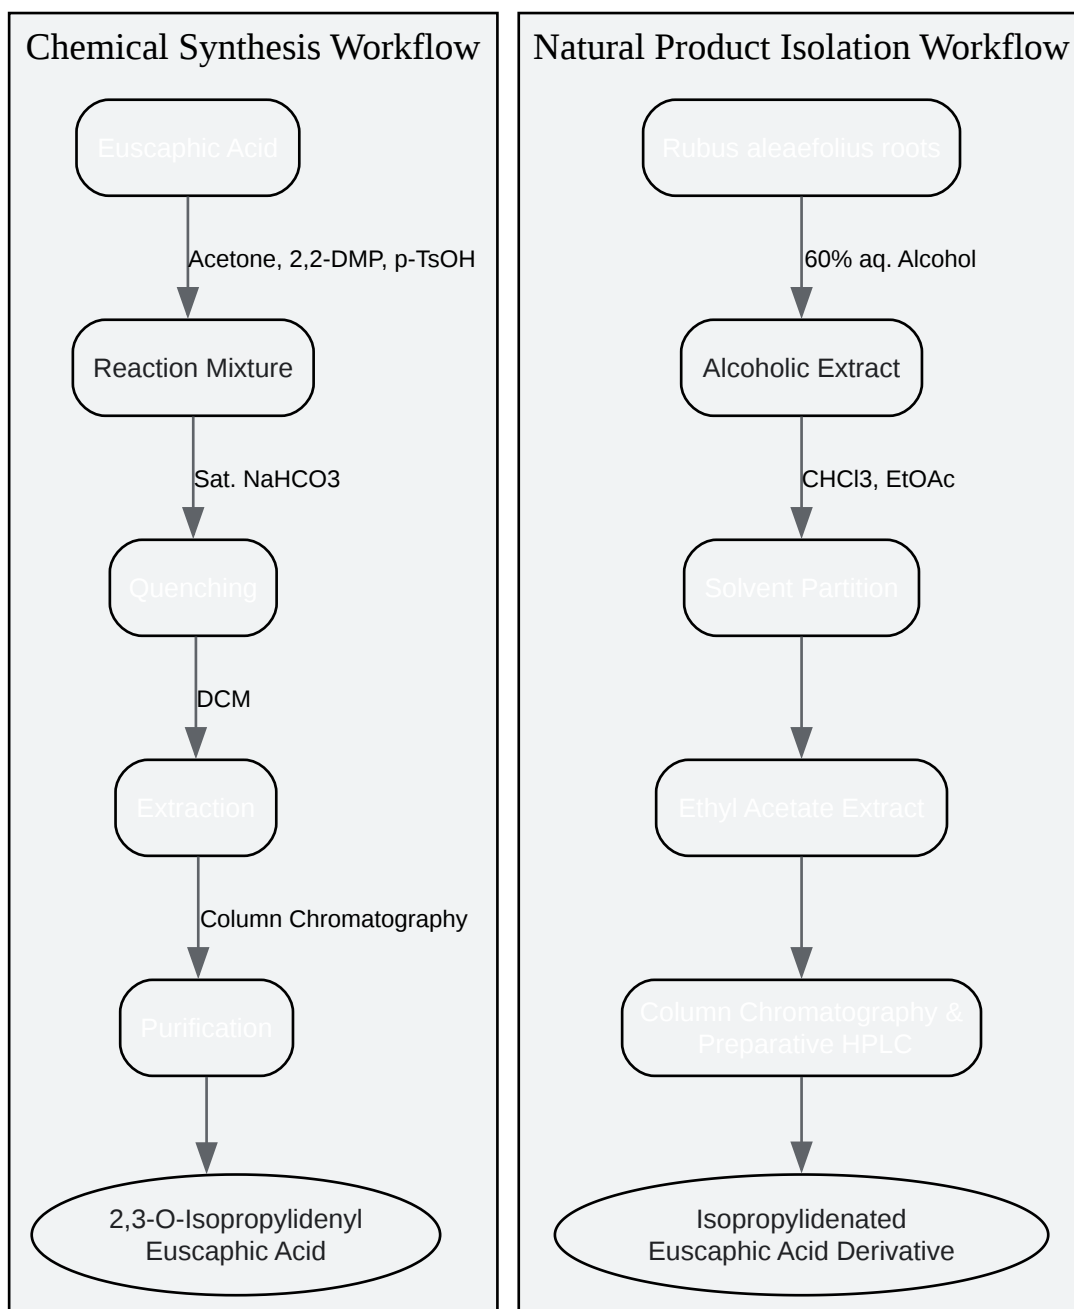 Chemical Synthesis Workflow
Euscaphic Acid
Acetone, 2,2-DMP, p-TsOH
Reaction Mixture
Sat. NaHCO3
Quenching
DCM
Extraction
Column Chromatography
Purification
2,3-O-Isopropylidenyl
Euscaphic Acid
Natural Product Isolation Workflow
Rubus aleaefolius roots
60% aq. Alcohol
Alcoholic Extract
CHCl3, EtOAc
Solvent Partition
Ethyl Acetate Extract
Column Chromatography &
Preparative HPLC
Isopropylidenated
Euscaphic Acid Derivative